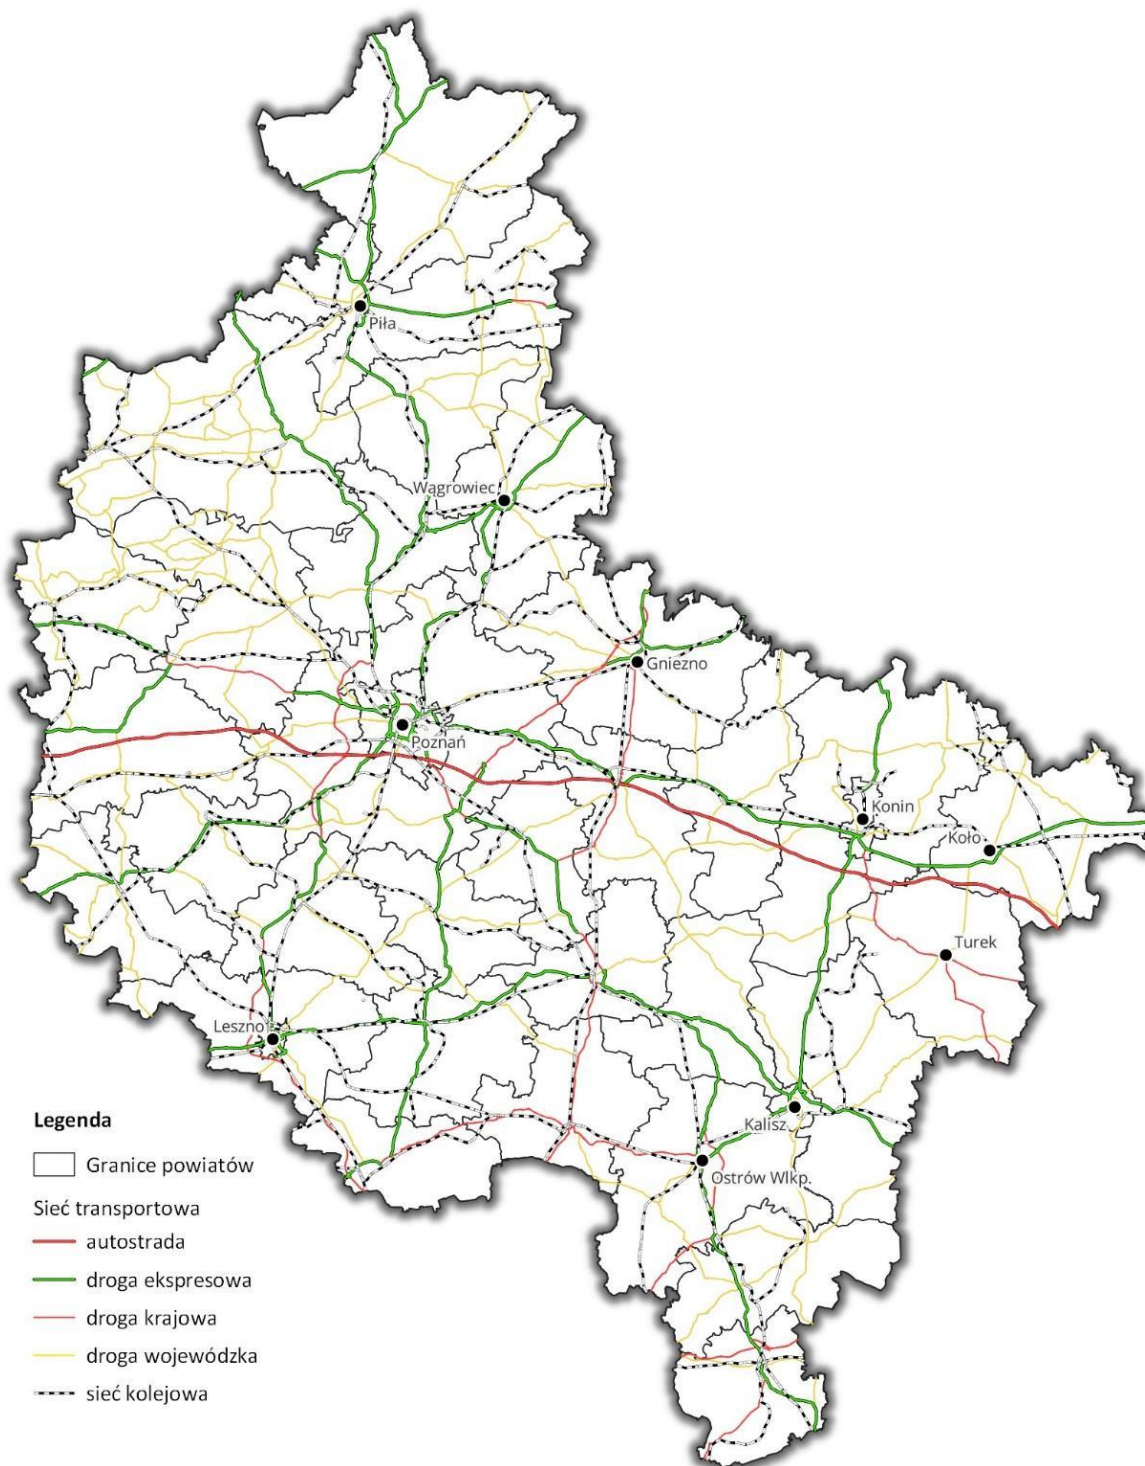 Piła
Wągrowiec
Gniezno
Poznań
Konin
Koło
Turek
Leszno
Kalisz
Ostrów Wlkp.
Legenda
Granice powiatów
Sieć transportowa
autostrada
droga ekspresowa
droga krajowa
droga wojewódzka
sieć kolejowa